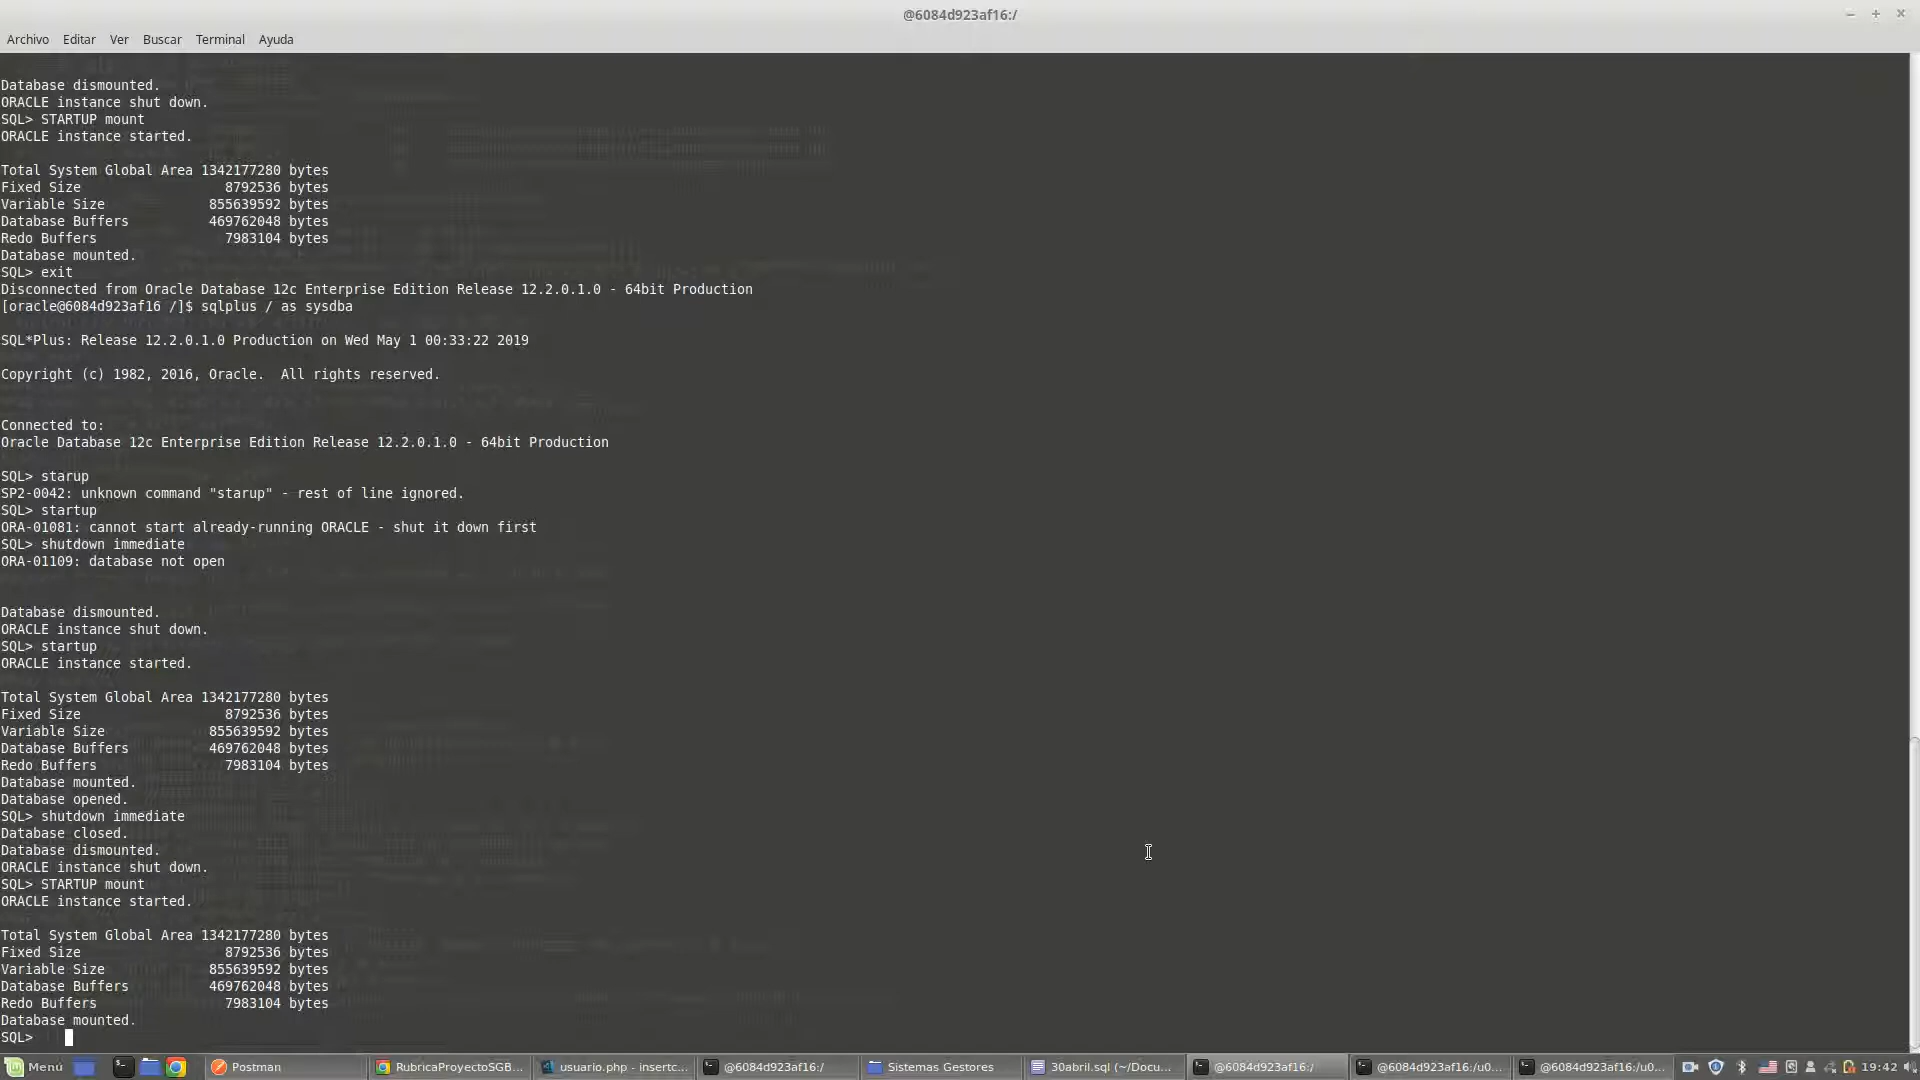 @6084d923af16:/
Archivo Editar Ver Buscar Terminal Ayuda
Database dismounted.
ORACLE instance shut down.
SQL> STARTUP mount
ORACLE instance started.
Total System Global Area 1342177280 bytes
Fixed Size 8792536 bytes
Variable Size 855639592 bytes
Database Buffers 469762048 bytes
Redo Buffers 7983104 bytes
Database mounted.
SQL> exit
Disconnected from Oracle Database 12c Enterprise Edition Release 12.2.0.1.0 - 64bit Production
[oracle@6084d923af16 /]$ sqlplus / as sysdba
SQL*Plus: Release 12.2.0.1.0 Production on Wed May 1 00:33:22 2019
Copyright (c) 1982, 2016, Oracle.  All rights reserved.
Connected to:
Oracle Database 12c Enterprise Edition Release 12.2.0.1.0 - 64bit Production
SQL> starup
SP2-0042: unknown command "starup" - rest of line ignored.
SQL> startup
ORA-01081: cannot start already-running ORACLE - shut it down first
SQL> shutdown immediate
ORA-01109: database not open
Database dismounted.
ORACLE instance shut down.
SQL> startup
ORACLE instance started.
Total System Global Area 1342177280 bytes
Fixed Size 8792536 bytes
Variable Size 855639592 bytes
Database Buffers 469762048 bytes
Redo Buffers 7983104 bytes
Database mounted.
Database opened.
SQL> shutdown immediate
Database closed.
Database dismounted.
ORACLE instance shut down.
SQL> STARTUP mount
ORACLE instance started.
Total System Global Area 1342177280 bytes
Fixed Size 8792536 bytes
Variable Size 855639592 bytes
Database Buffers 469762048 bytes
Redo Buffers 7983104 bytes
Database mounted.
SQL>
Menú Postman RubricaProyectoSGB... usuario.php - insertc... @6084d923af16:/ Sistemas Gestores 30abril.sql (~/Docu... @6084d923af16:/ @6084d923af16:/u0... @6084d923af16:/u0... 19:42